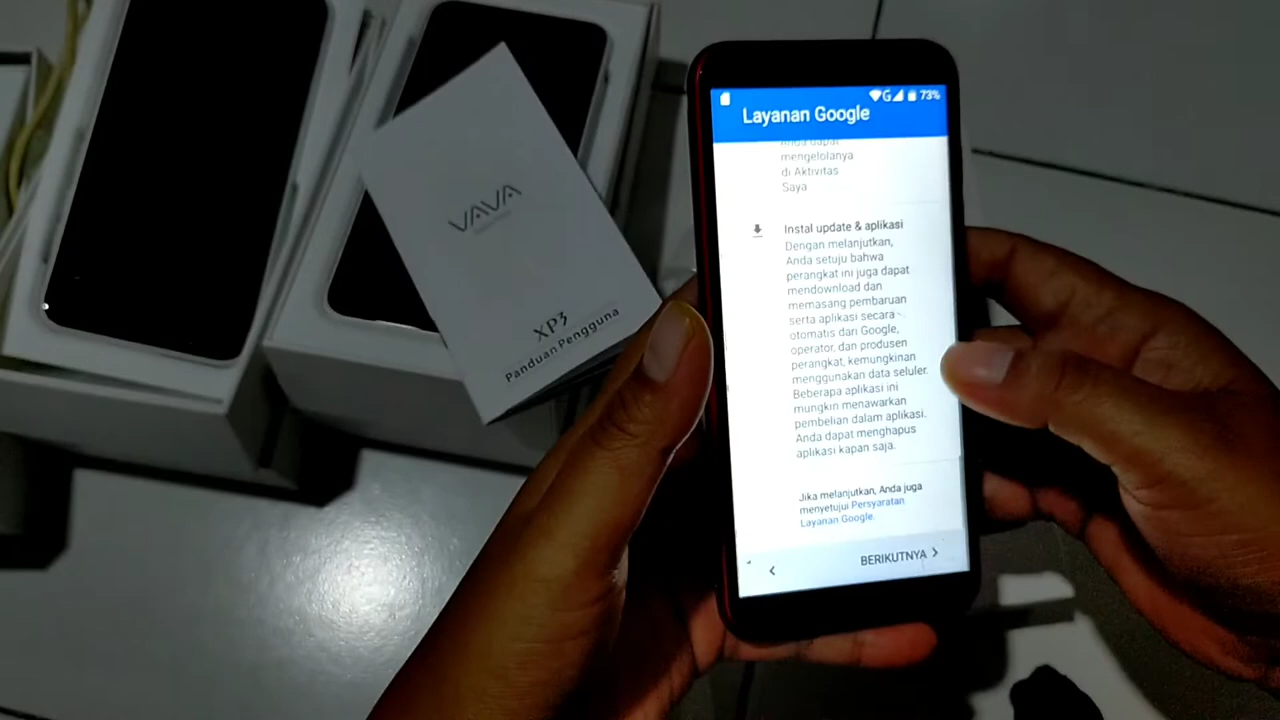 VAVA
XP3
Panduan Pengguna
G
73%
Layanan Google
Anda dapat
mengelolanya
di Aktivitas
Saya
Instal update & aplikasi
Dengan melanjutkan,
Anda setuju bahwa
perangkat ini juga dapat
mendownload dan
memasang pembaruan
serta aplikasi secara
otomatis dari Google,
operator, dan produsen
perangkat, kemungkinan
menggunakan data seluler.
Beberapa aplikasi ini
mungkin menawarkan
pembelian dalam aplikasi.
Anda dapat menghapus
aplikasi kapan saja.
Jika melanjutkan, Anda juga
menyetujui Persyaratan
Layanan Google.
BERIKUTNYA